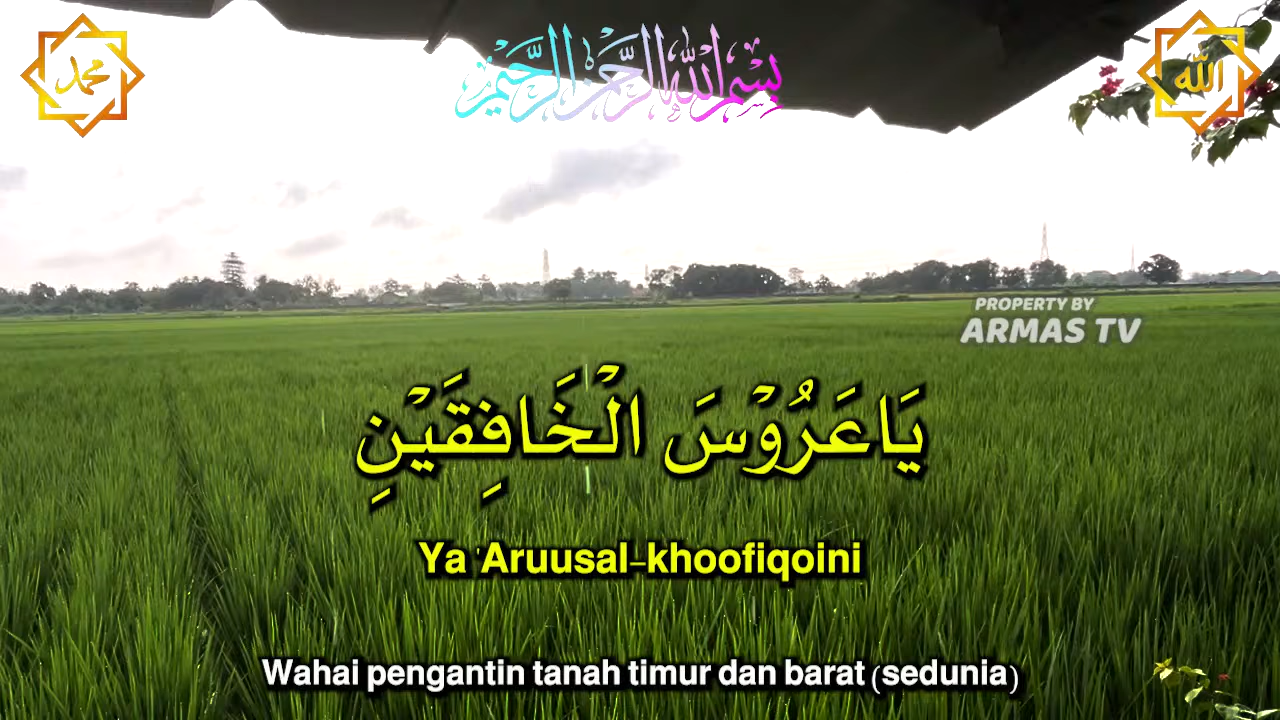 محمد
بسم الله الرحمن الرحيم
الله
PROPERTY BY
ARMAS TV
يَاعَرُوْسَ الْخَافِقَيْنِ
Ya 'Aruusal-khoofiqoini
Wahai pengantin tanah timur dan barat (sedunia)